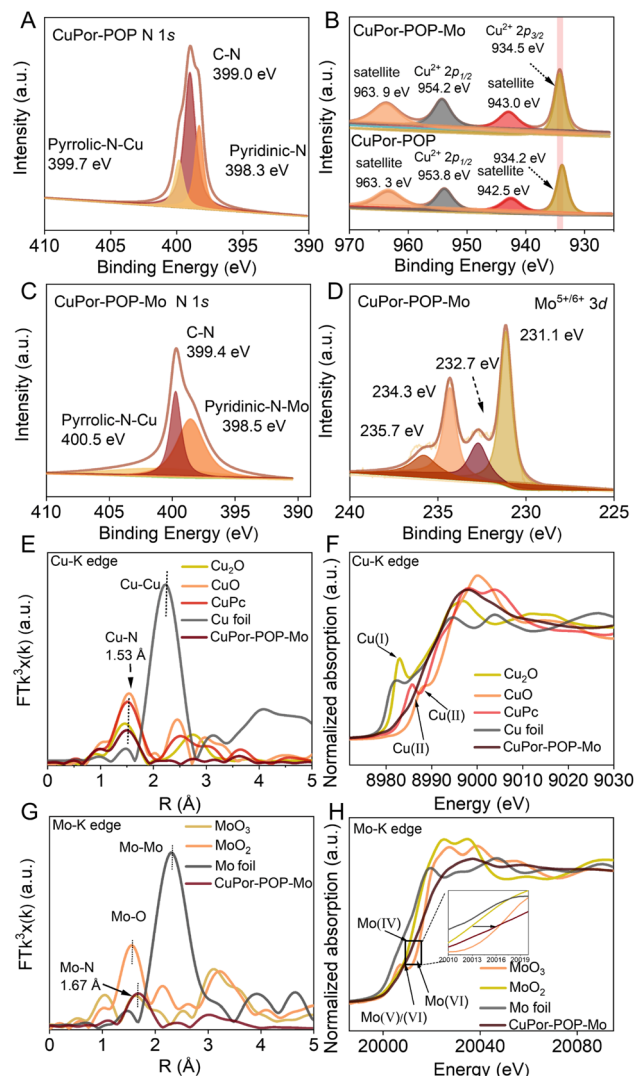 A
CuPor-POP N 1s
C-N
399.0 eV
Pyrrolic-N-Cu
399.7 eV
Pyridinic-N
398.3 eV
Intensity (a.u.)
410 405 400 395 390
Binding Energy (eV)
B
CuPor-POP-Mo
Cu²⁺ 2p₃/₂
934.5 eV
satellite
963. 9 eV
Cu²⁺ 2p₁/₂
954.2 eV
satellite
943.0 eV
CuPor-POP
satellite
963. 3 eV
Cu²⁺ 2p₁/₂
953.8 eV
934.2 eV
satellite
942.5 eV
Intensity (a.u.)
970 960 950 940 930
Binding Energy (eV)
C
CuPor-POP-Mo N 1s
C-N
399.4 eV
Pyrrolic-N-Cu
400.5 eV
Pyridinic-N-Mo
398.5 eV
Intensity (a.u.)
410 400 398 390
Binding Energy (eV)
D
CuPor-POP-Mo
Mo⁵⁺/⁶⁺ 3d
231.1 eV
232.7 eV
234.3 eV
235.7 eV
Intensity (a.u.)
240 235 230 225
Binding Energy (eV)
E
Cu-K edge
Cu-Cu
Cu-N
1.53 Å
Cu₂O
CuO
CuPc
Cu foil
CuPor-POP-Mo
FTk³x(k) (a.u.)
0 1 2 3 4 5
R (Å)
F
Cu-K edge
Cu(I)
Cu(II)
Cu(II)
Cu₂O
CuO
CuPc
Cu foil
CuPor-POP-Mo
Normalized absorption (a.u.)
8980 8990 9000 9020 9030
Energy (eV)
G
Mo-K edge
Mo-Mo
Mo-O
Mo-N
1.67 Å
MoO₃
MoO₂
Mo foil
CuPor-POP-Mo
FTk³x(k) (a.u.)
0 1 2 3 4 5
R (Å)
H
Mo-K edge
20010 20013 20016 20019
Mo(IV)
Mo(VI)
Mo(V)/(VI)
MoO₃
MoO₂
Mo foil
CuPor-POP-Mo
Normalized absorption (a.u.)
20000 20040 20080
Energy (eV)